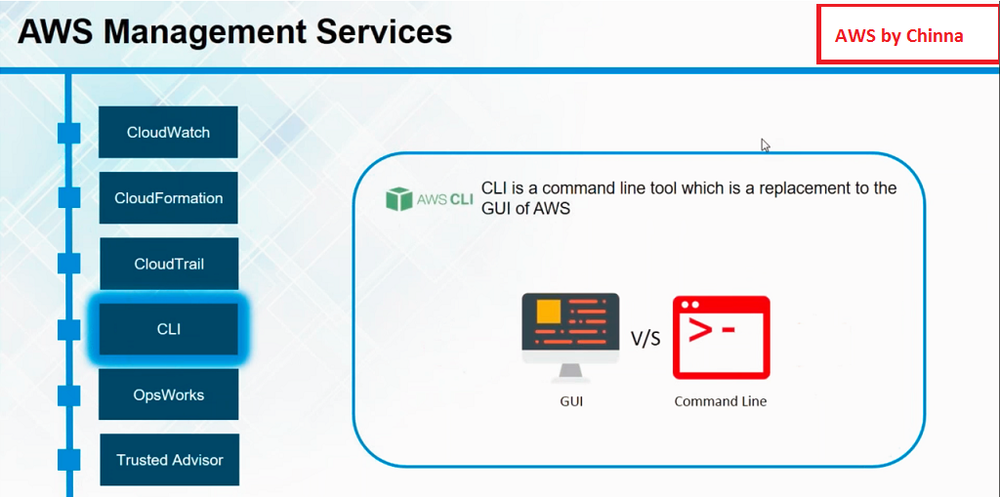 AWS Management Services
AWS by Chinna
CloudWatch
CloudFormation
CloudTrail
CLI
OpsWorks
Trusted Advisor
AWS CLI
CLI is a command line tool which is a replacement to the
GUI of AWS
V/S
GUI
Command Line